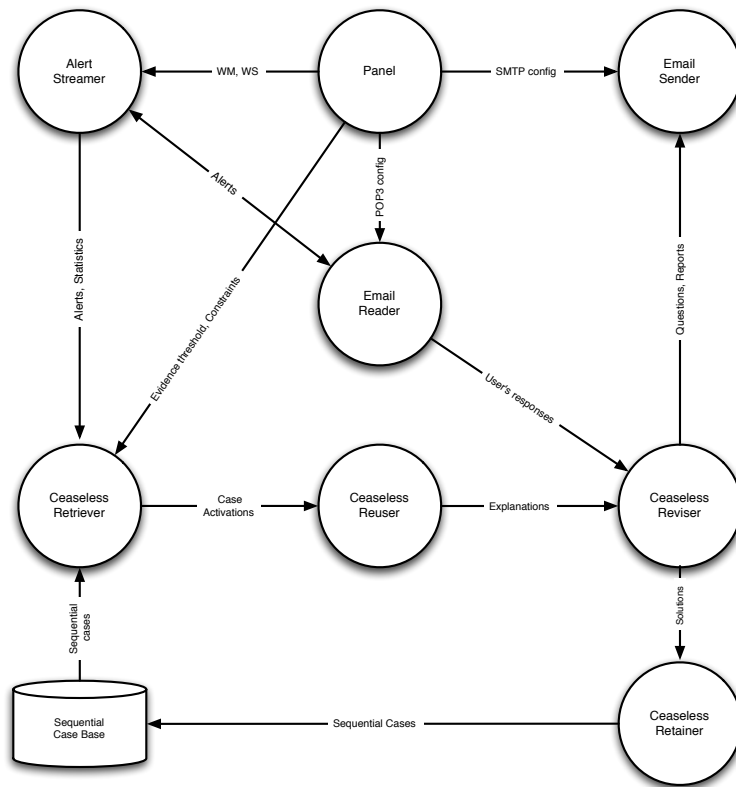 Alert
Streamer
WM, WS
Panel
SMTP config
Email
Sender
Alerts
POP3 config
Alerts, Statistics
Evidence threshold, Constraints
Email
Reader
Questions, Reports
User's responses
Ceaseless
Retriever
Case
Activations
Ceaseless
Reuser
Explanations
Ceaseless
Reviser
Sequential
cases
Solutions
Sequential
Case Base
Sequential Cases
Ceaseless
Retainer